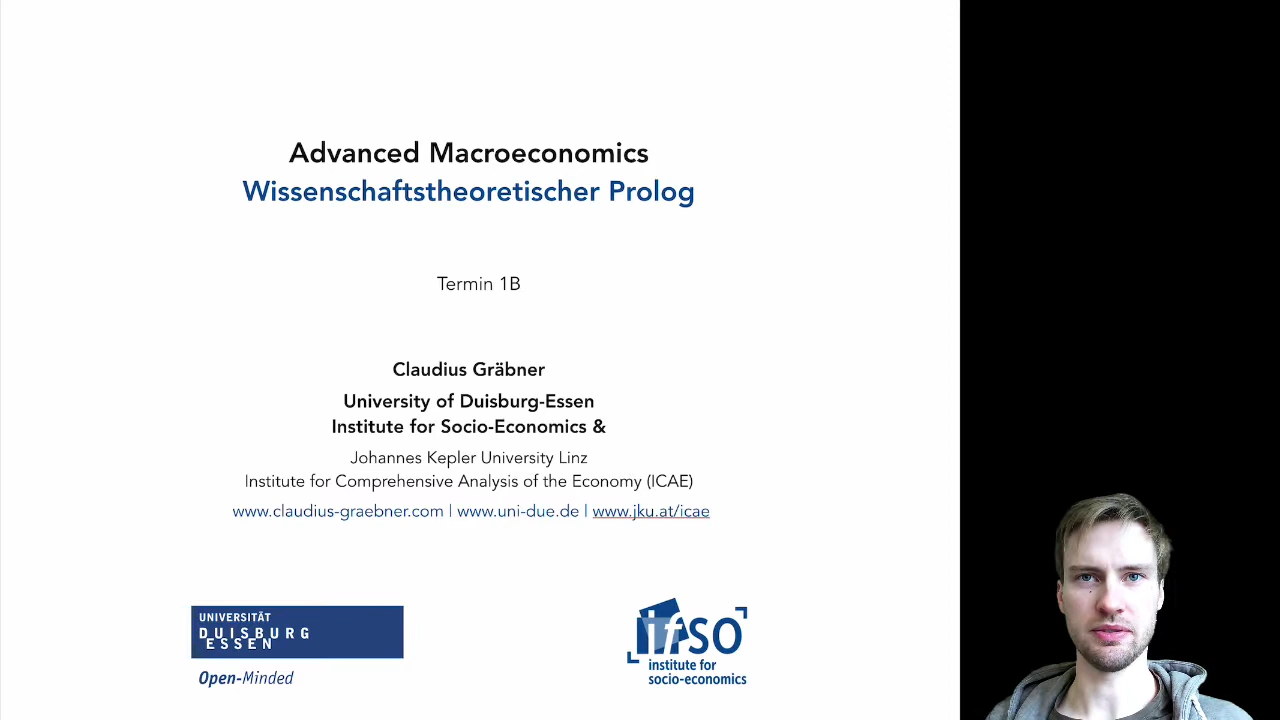 Advanced Macroeconomics
Wissenschaftstheoretischer Prolog
Termin 1B
Claudius Gräbner
University of Duisburg-Essen
Institute for Socio-Economics &
Johannes Kepler University Linz
Institute for Comprehensive Analysis of the Economy (ICAE)
www.claudius-graebner.com | www.uni-due.de | www.jku.at/icae
UNIVERSITÄT
DUISBURG
ESSEN
Open-Minded
ifso
institute for
socio-economics